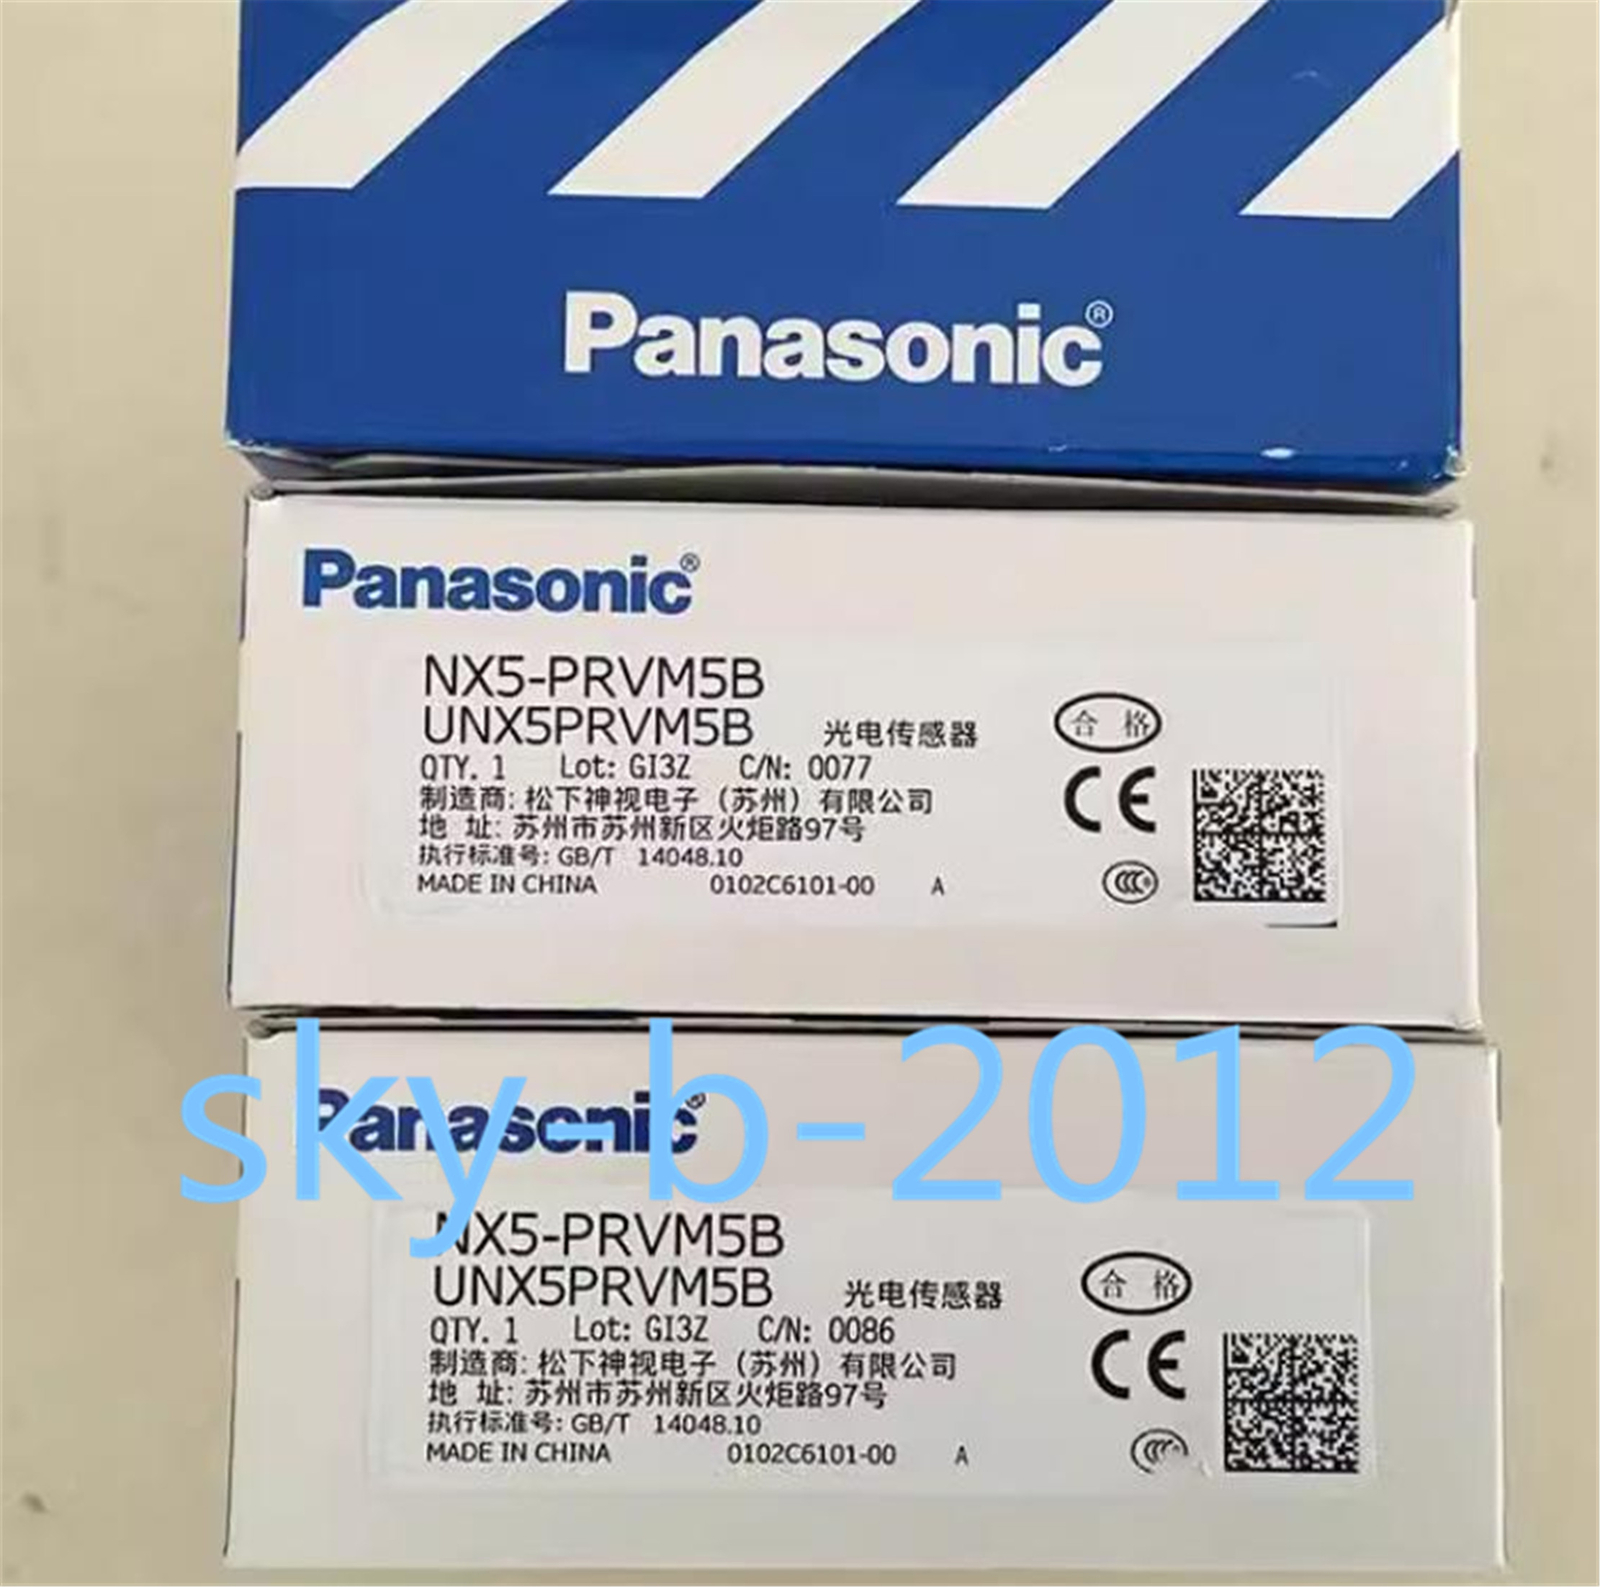 Panasonic®
Panasonic®
NX5-PRVM5B
UNX5PRVM5B 光电传感器 合格
QTY. 1 Lot: GI3Z C/N: 0077
制造商: 松下神视电子（苏州）有限公司
地 址: 苏州市苏州新区火炬路97号
执行标准号: GB/T 14048.10
MADE IN CHINA 0102C6101-00 A
CE
CCC
sky-b-2012
Panasonic®
NX5-PRVM5B
UNX5PRVM5B 光电传感器 合格
QTY. 1 Lot: GI3Z C/N: 0086
制造商: 松下神视电子（苏州）有限公司
地 址: 苏州市苏州新区火炬路97号
执行标准号: GB/T 14048.10
MADE IN CHINA 0102C6101-00 A
CE
CCC